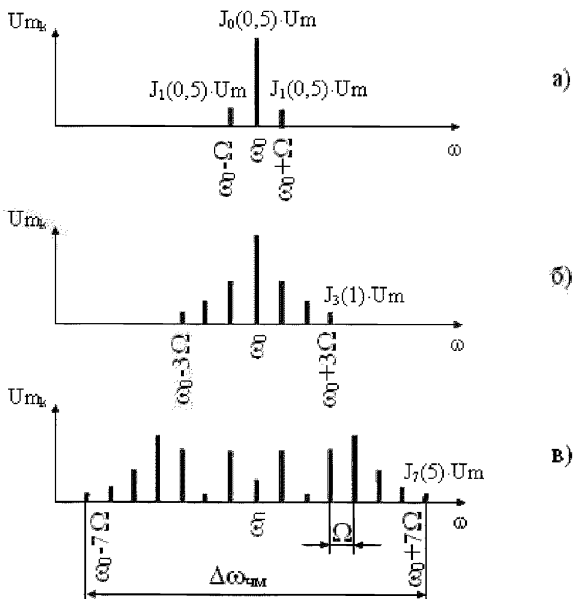 Um_k
J_0(0,5)·Um
J_1(0,5)·Um
J_1(0,5)·Um
а)
ω_0-Ω
ω_0
ω_0+Ω
ω
Um_k
J_3(1)·Um
б)
ω_0-3Ω
ω_0
ω_0+3Ω
ω
Um_k
J_7(5)·Um
в)
ω_0-7Ω
ω_0
Ω
ω_0+7Ω
ω
Δω_чм